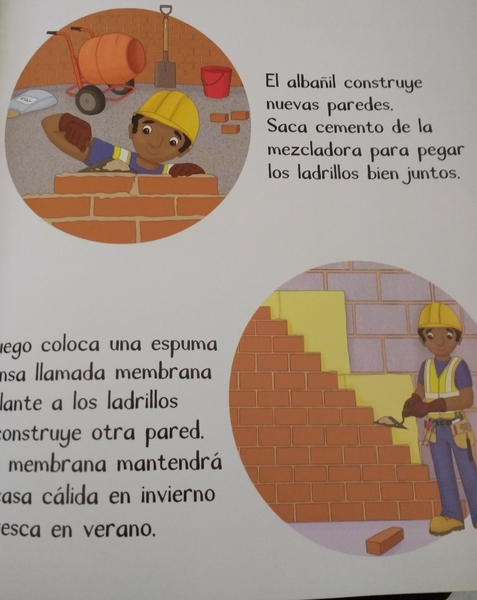 El albañil construye
nuevas paredes.
Saca cemento de la
mezcladora para pegar
los ladrillos bien juntos.
uego coloca una espuma
nsa llamada membrana
lante a los ladrillos
construye otra pared.
membrana mantendrá
casa cálida en invierno
esca en verano.